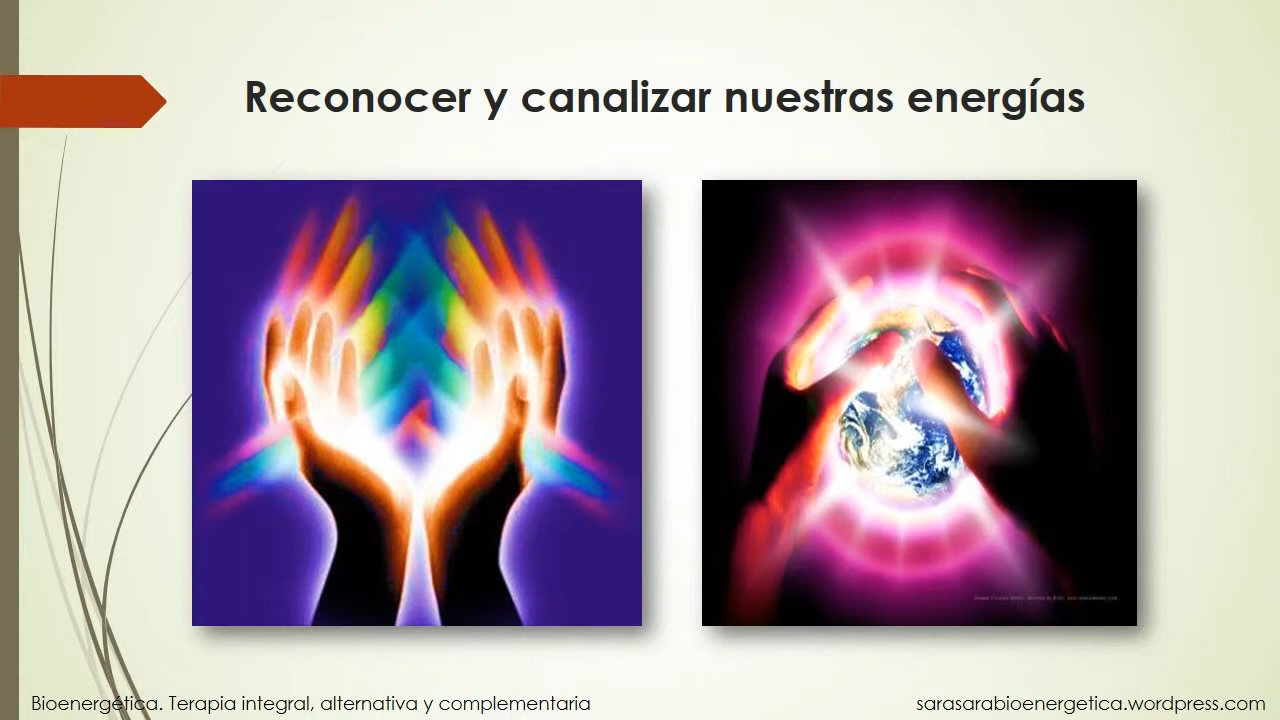 Reconocer y canalizar nuestras energías
Bioenergética. Terapia integral, alternativa y complementaria
sarasarabioenergetica.wordpress.com